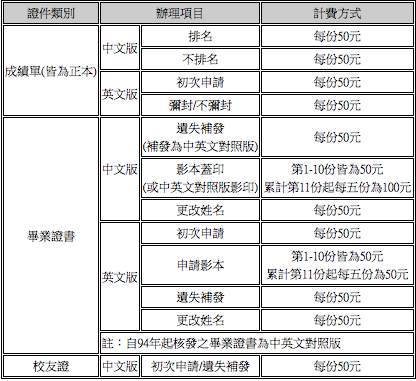 證件類別 辦理項目 計費方式
成績單(皆為正本) 中文版 排名 每份50元
不排名 每份50元
英文版 初次申請 每份50元
彌封/不彌封 每份50元
畢業證書 中文版 遺失補發
(補發為中英文對照版) 每份50元
影本蓋印
(或中英文對照版影印) 第1-10份皆為50元
累計第11份起每五份為100元
更改姓名 每份50元
英文版 初次申請 每份50元
申請影本 第1-10份皆為50元
累計第11份起每五份為50元
遺失補發 每份50元
更改姓名 每份50元
註：自94年起核發之畢業證書為中英文對照版
校友證 中文版 初次申請/遺失補發 每份50元